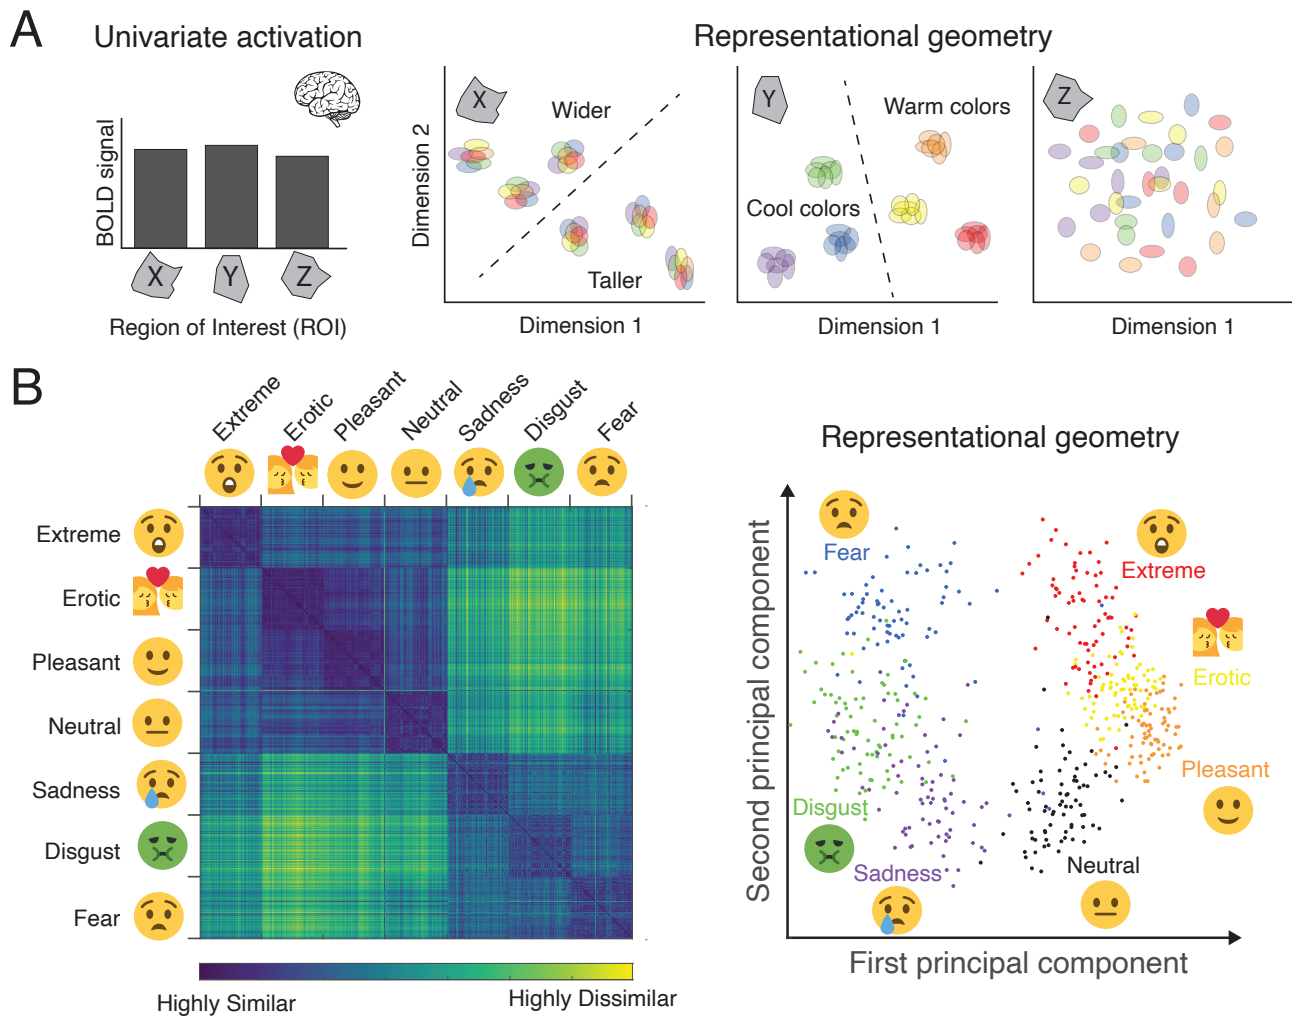 A
Univariate activation
Representational geometry
BOLD signal
X
Y
Z
Region of Interest (ROI)
Dimension 2
X
Wider
Taller
Dimension 1
Y
Warm colors
Cool colors
Dimension 1
Z
Dimension 1
B
Extreme
Erotic
Pleasant
Neutral
Sadness
Disgust
Fear
Extreme
Erotic
Pleasant
Neutral
Sadness
Disgust
Fear
Highly Similar
Highly Dissimilar
Representational geometry
Second principal component
Fear
Extreme
Erotic
Pleasant
Disgust
Sadness
Neutral
First principal component